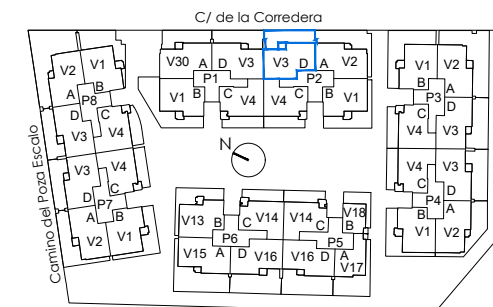 C/ de la Corredera
V30 A D V3 V3 D A V2
P1 P2
V1 B C V4 V4 C B V1
V2 V1
A P8 B
D C
V3 V4
V3 V4
D P7 C
A B
V2 V1
V1 V2
B P3 A
C D
V4 V3
V4 V3
C P4 D
B A
V1 V2
N
Camino del Poza Escalo
V13 B C V14 V14 C B V18
P6 P5
V15 A D V16 V16 D A V17